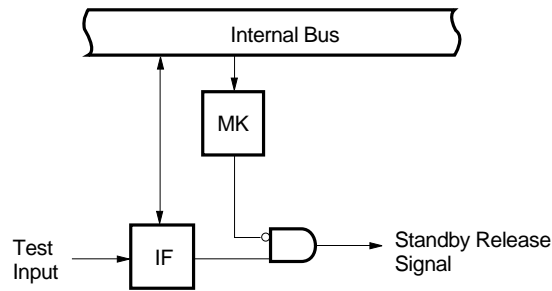 Internal Bus
MK
Test
Input
IF
Standby Release
Signal